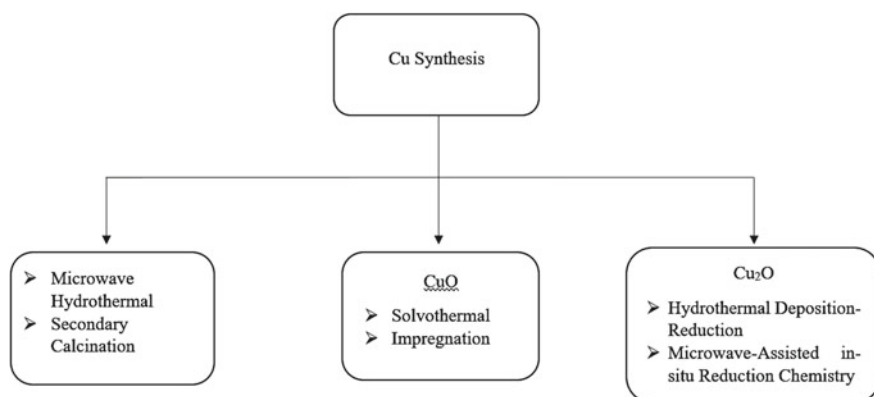 Cu Synthesis
➢ Microwave
Hydrothermal
➢ Secondary
Calcination
CuO
➢ Solvothermal
➢ Impregnation
Cu₂O
➢ Hydrothermal Deposition-
Reduction
➢ Microwave-Assisted in-
situ Reduction Chemistry